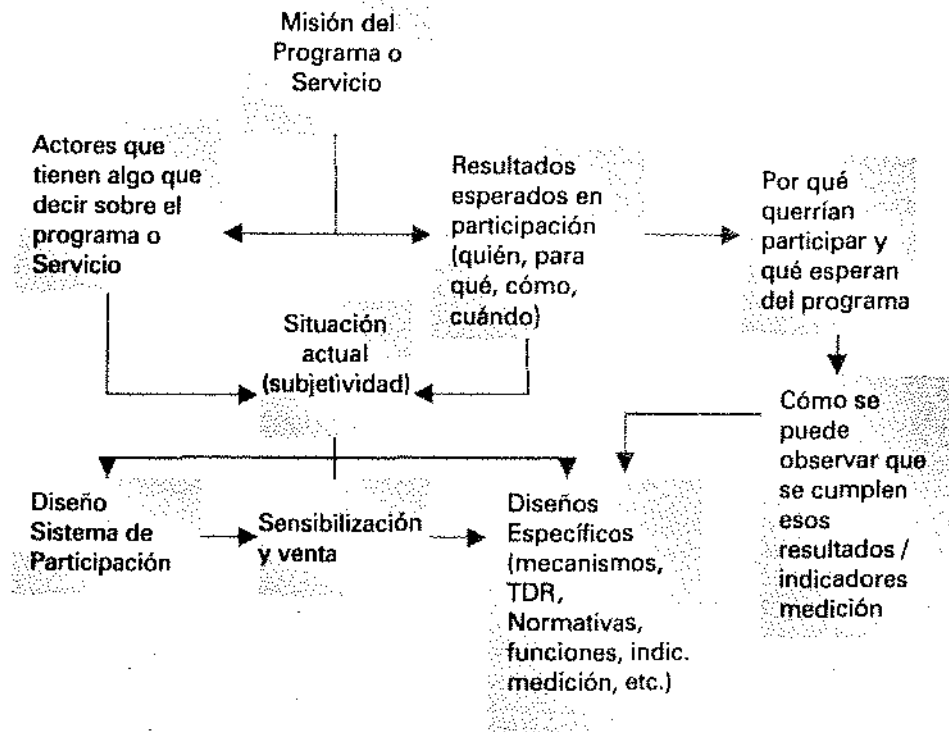 Misión del
Programa o
Servicio
Actores que
tienen algo que
decir sobre el
programa o
Servicio
Resultados
esperados en
participación
(quién, para
qué, cómo,
cuándo)
Por qué
querrían
participar y
qué esperan
del programa
Situación
actual
(subjetividad)
Cómo se
puede
observar que
se cumplen
esos
resultados /
indicadores
medición
Diseño
Sistema de
Participación
Sensibilización
y venta
Diseños
Específicos
(mecanismos,
TDR,
Normativas,
funciones, indic.
medición, etc.)